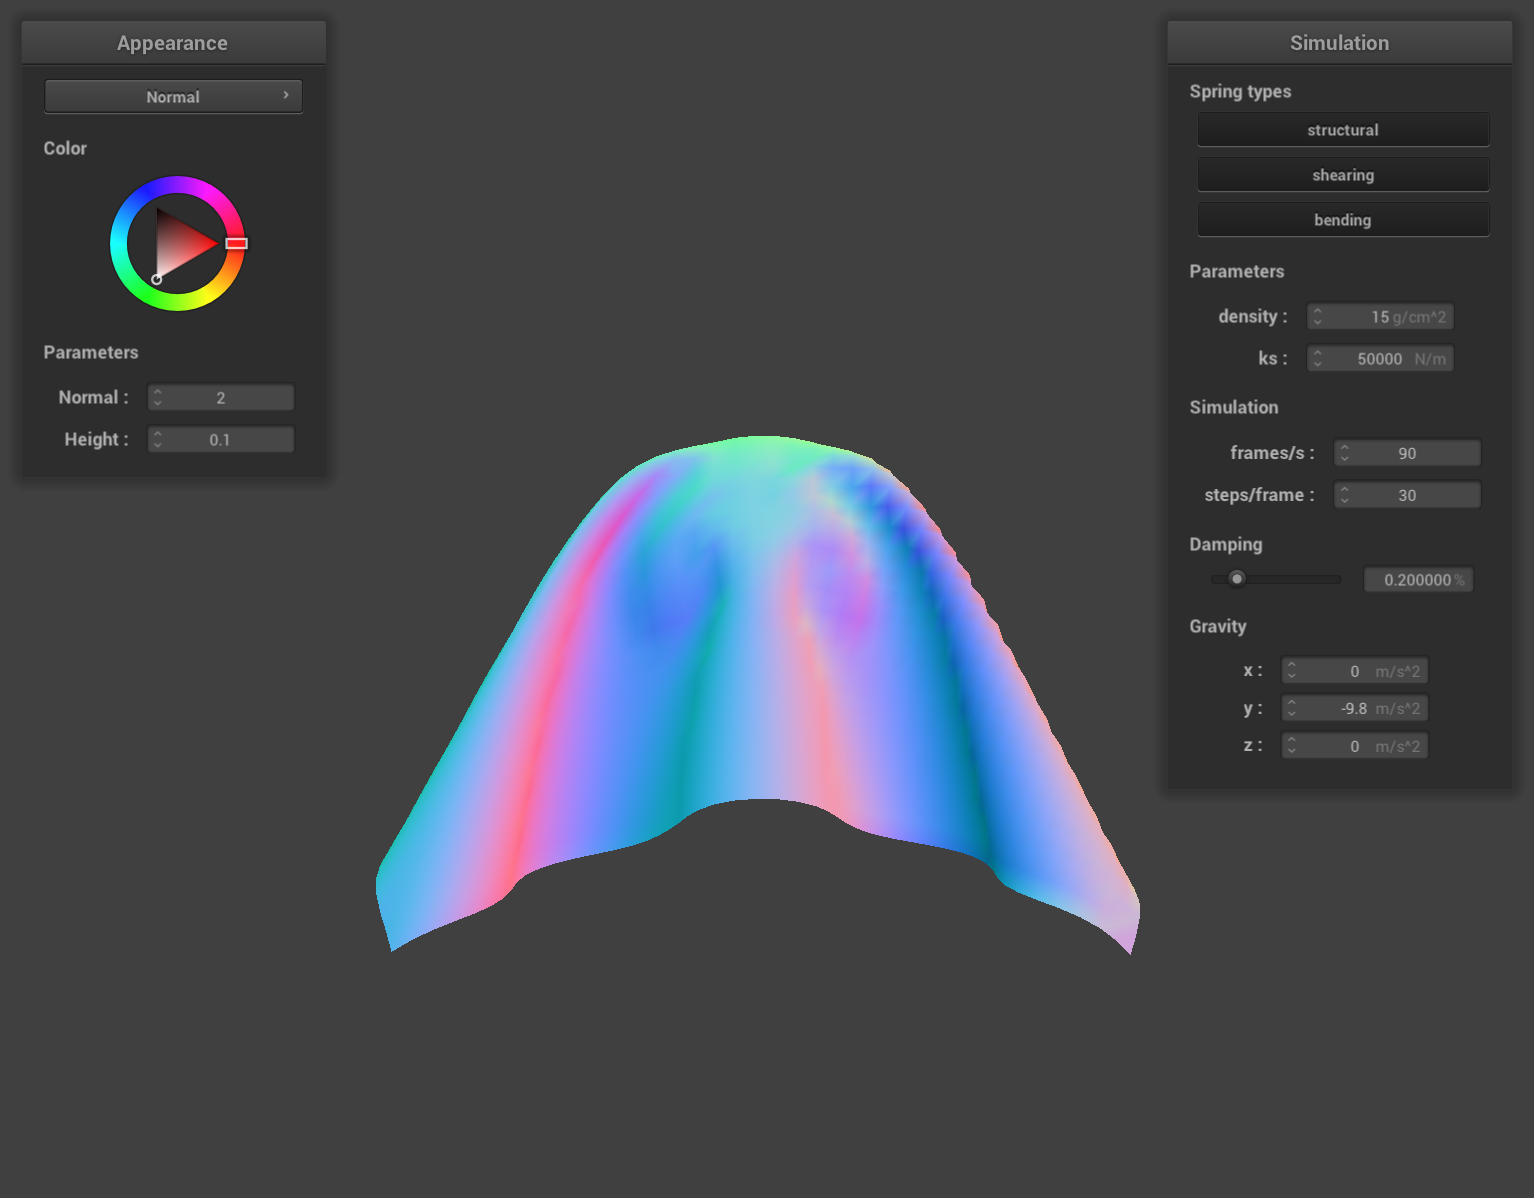 Appearance
Normal
Color
Parameters
Normal : 2
Height : 0.1
Simulation
Spring types
structural
shearing
bending
Parameters
density : 15 g/cm^2
ks : 50000 N/m
Simulation
frames/s : 90
steps/frame : 30
Damping
0.200000 %
Gravity
x : 0 m/s^2
y : -9.8 m/s^2
z : 0 m/s^2